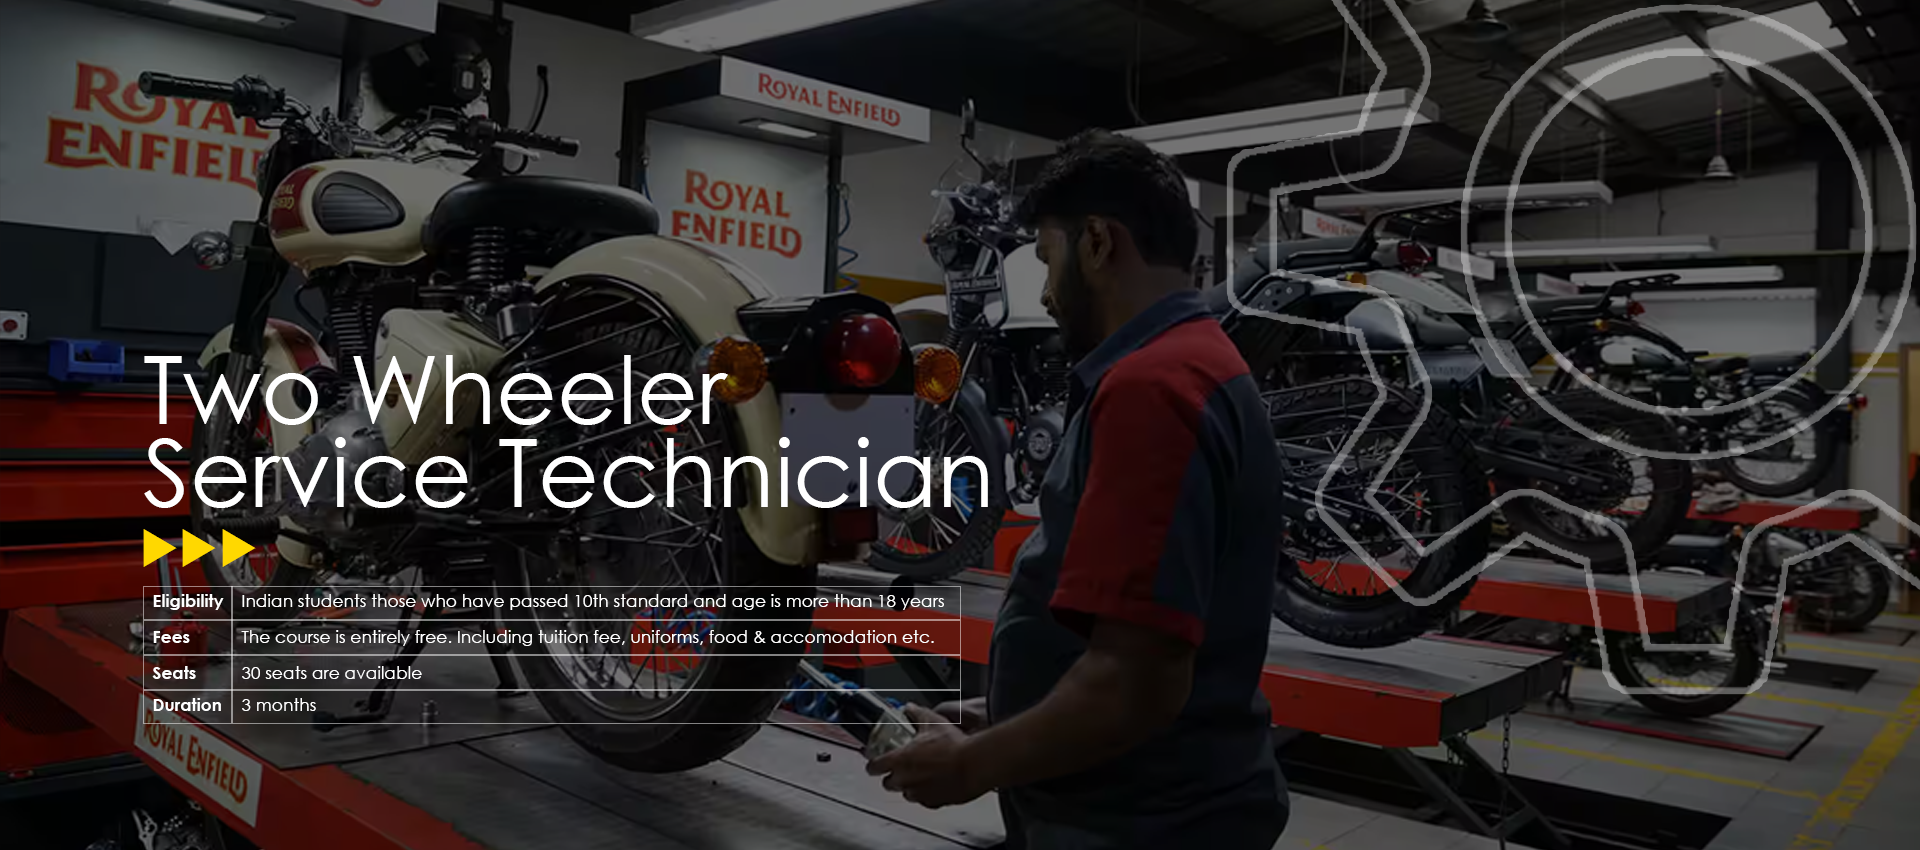 ROYAL
ENFIELD
ROYAL ENFIELD
ROYAL
ENFIELD
Two Wheeler
Service Technician
Eligibility Indian students those who have passed 10th standard and age is more than 18 years
Fees The course is entirely free. Including tuition fee, uniforms, food & accomodation etc.
Seats 30 seats are available
Duration 3 months
ROYAL ENFIELD